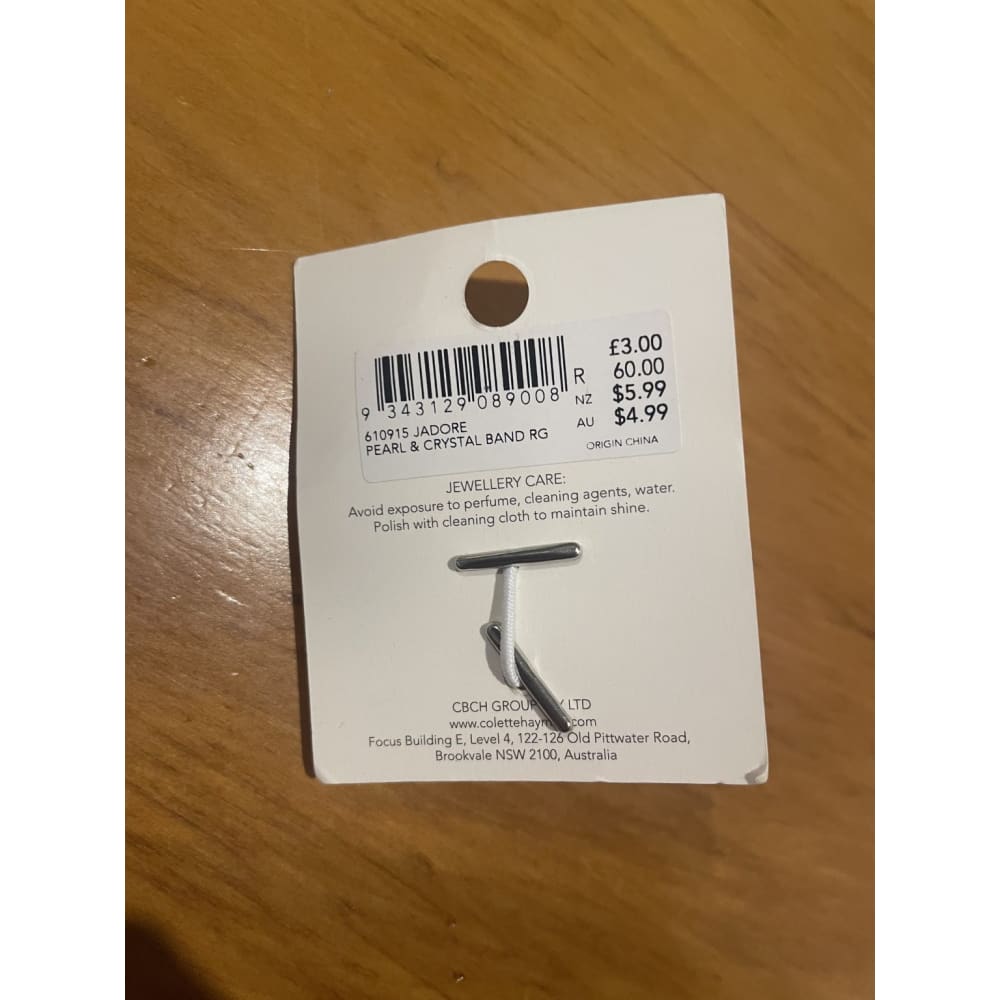 9 343129 089008
610915 JADORE
PEARL & CRYSTAL BAND RG
£3.00
R 60.00
NZ $5.99
AU $4.99
ORIGIN CHINA
JEWELLERY CARE:
Avoid exposure to perfume, cleaning agents, water.
Polish with cleaning cloth to maintain shine.
CBCH GROUP LTD
www.colettehaym com
Focus Building E, Level 4, 122-126 Old Pittwater Road,
Brookvale NSW 2100, Australia